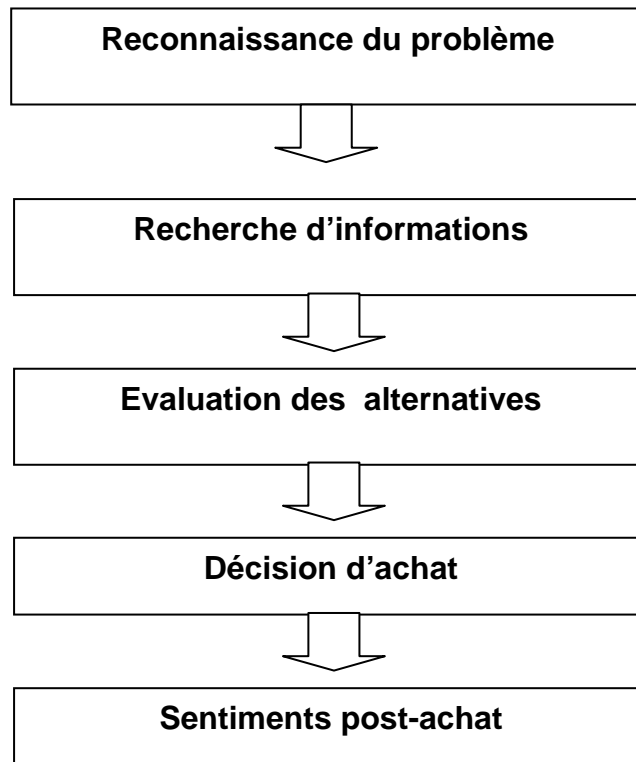 Reconnaissance du problème
Recherche d’informations
Evaluation des  alternatives
Décision d’achat
Sentiments post-achat